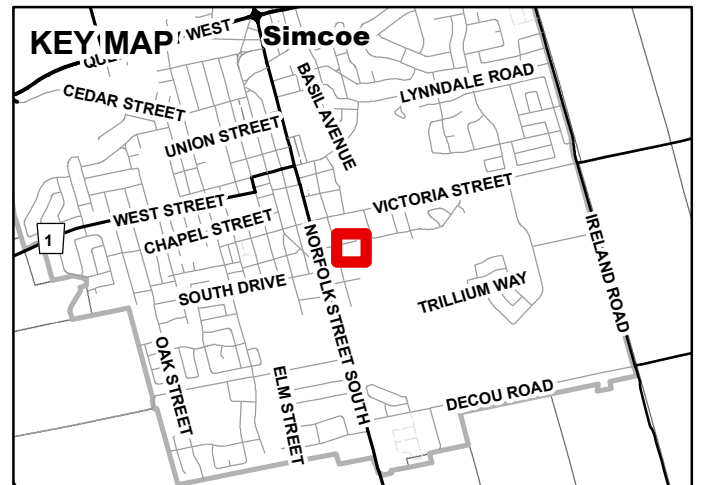 KEY MAP
QUE
WEST
Simcoe
CEDAR STREET
BASIL AVENUE
LYNNDALE ROAD
UNION STREET
VICTORIA STREET
WEST STREET
CHAPEL STREET
1
NORFOLK STREET SOUTH
IRELAND ROAD
SOUTH DRIVE
TRILLIUM WAY
OAK STREET
ELM STREET
DECOU ROAD